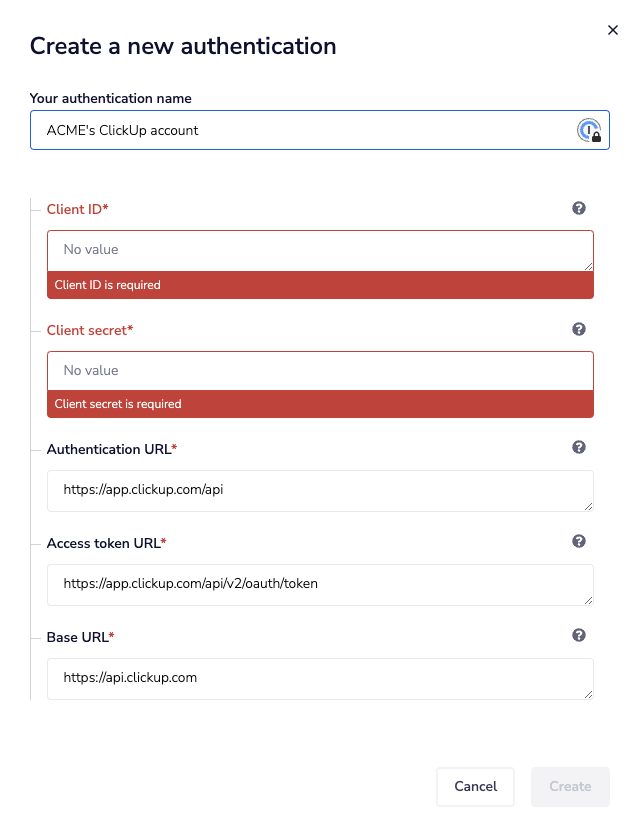 Create a new authentication
Your authentication name
ACME's ClickUp account
Client ID*
No value
Client ID is required
Client secret*
No value
Client secret is required
Authentication URL*
https://app.clickup.com/api
Access token URL*
https://app.clickup.com/api/v2/oauth/token
Base URL*
https://api.clickup.com
Cancel
Create